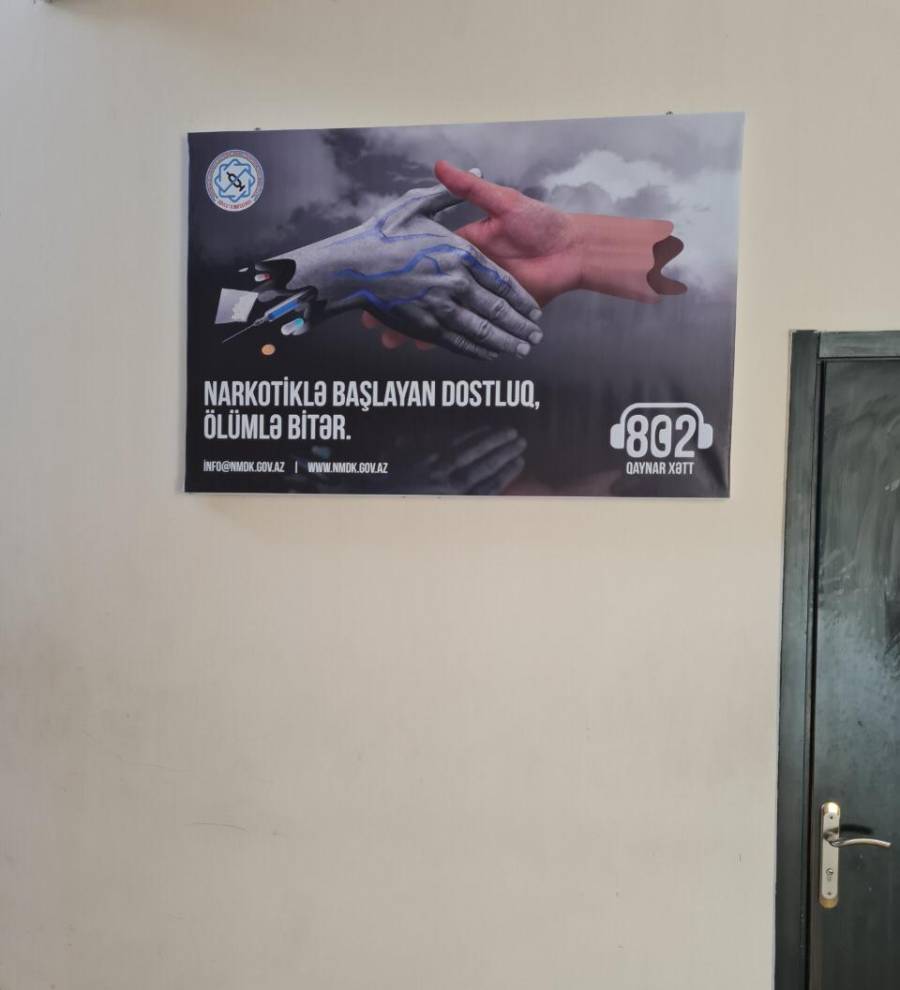 NARKOTİKLƏ BAŞLAYAN DOSTLUQ,
ÖLÜMLƏ BİTƏR.
İNFO@NMDK.GOV.AZ | WWW.NMDK.GOV.AZ
802
QAYNAR XƏTT